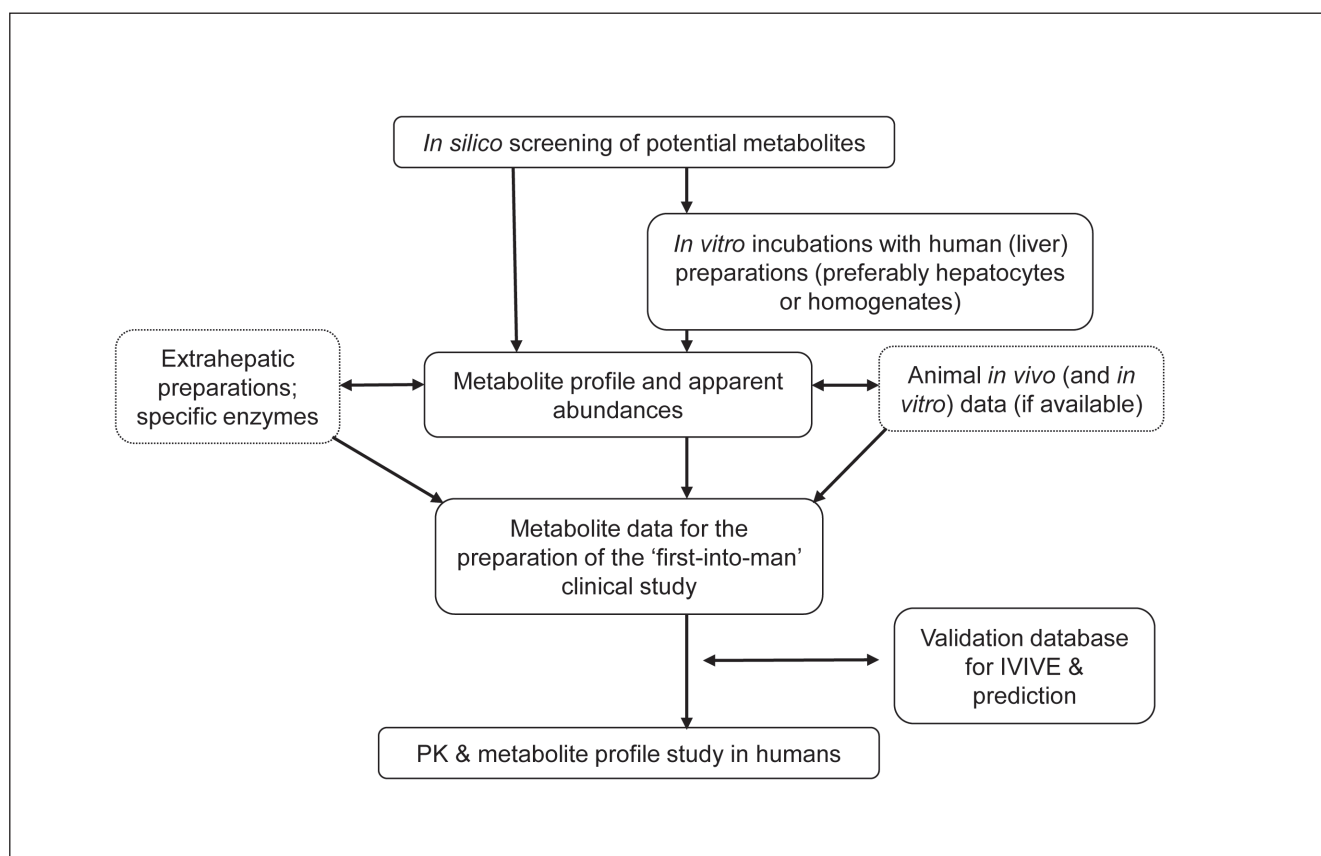 In silico screening of potential metabolites
In vitro incubations with human (liver)
preparations (preferably hepatocytes
or homogenates)
Extrahepatic
preparations;
specific enzymes
Metabolite profile and apparent
abundances
Animal in vivo (and in
vitro) data (if available)
Metabolite data for the
preparation of the ‘first-into-man’
clinical study
Validation database
for IVIVE &
prediction
PK & metabolite profile study in humans